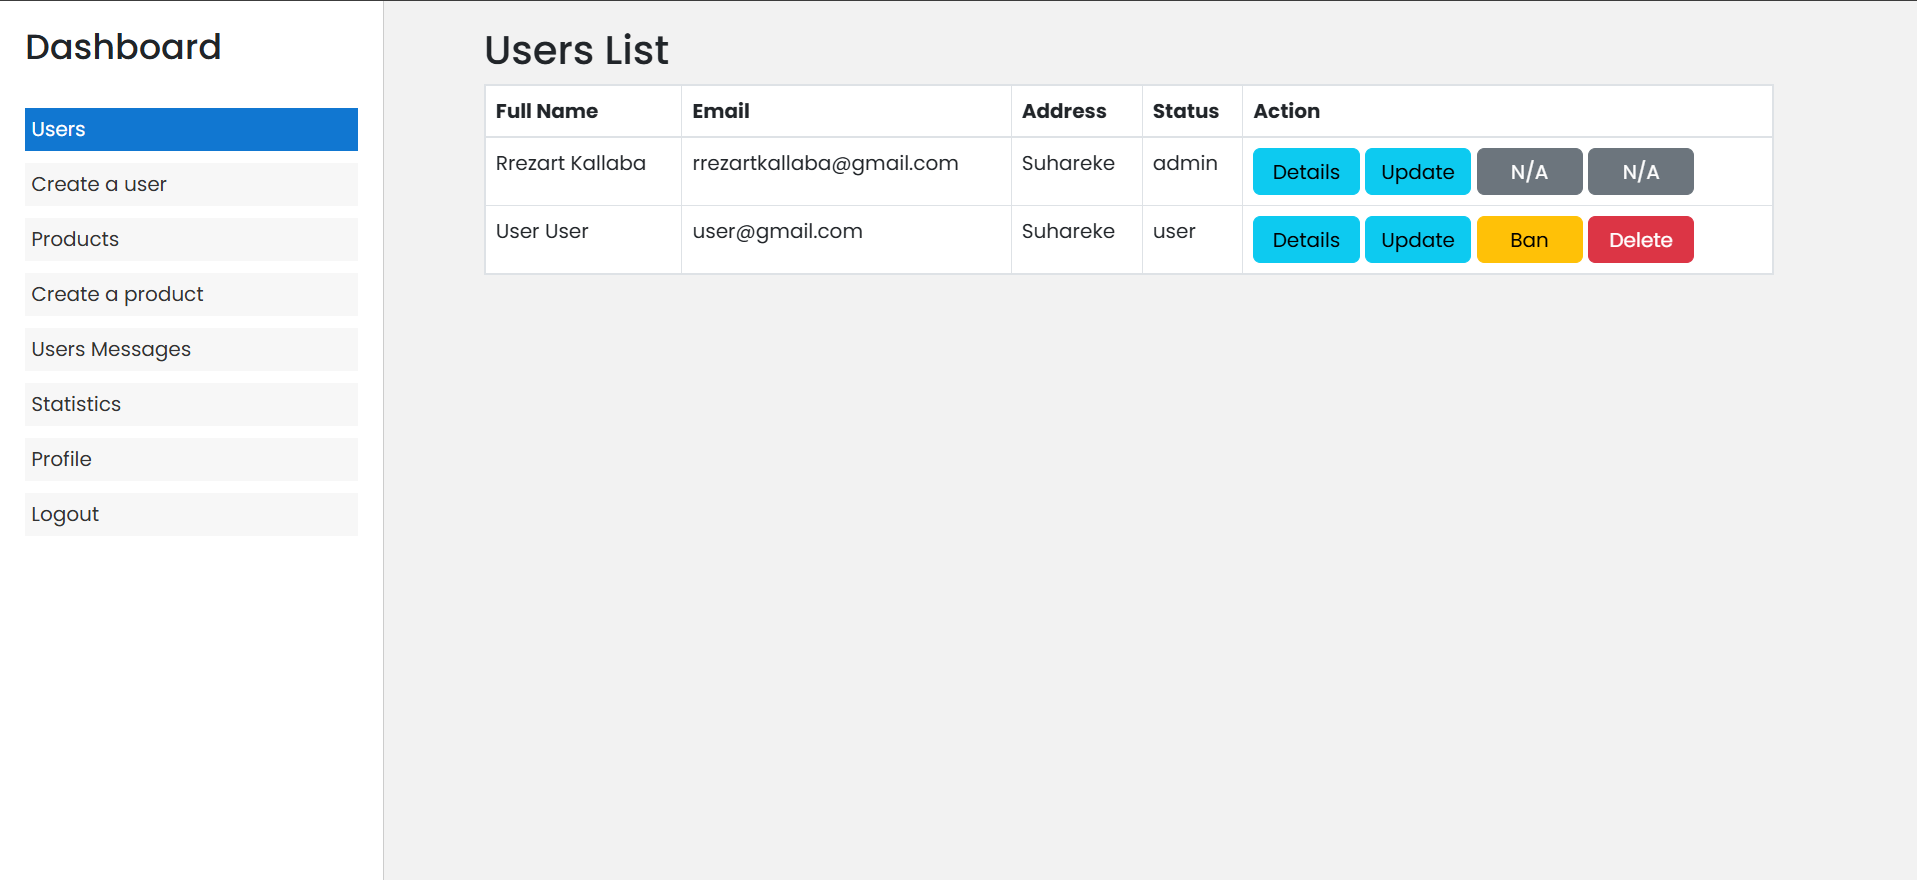 Dashboard
Users
Create a user
Products
Create a product
Users Messages
Statistics
Profile
Logout
Users List
Full Name Email Address Status Action
Rrezart Kallaba rrezartkallaba@gmail.com Suhareke admin Details Update N/A N/A
User User user@gmail.com Suhareke user Details Update Ban Delete